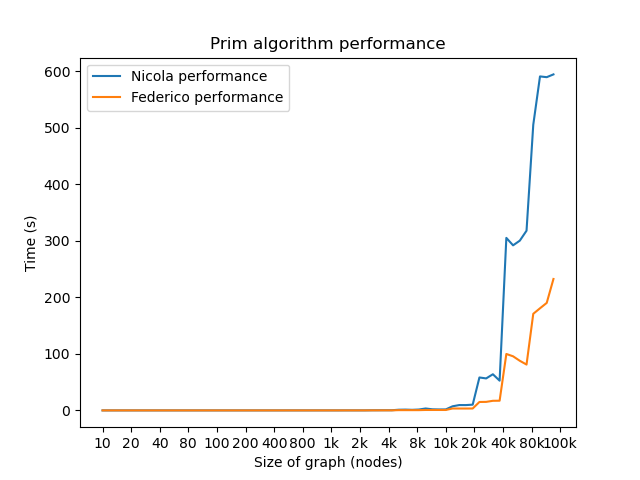 Prim algorithm performance
Nicola performance
Federico performance
Time (s)
600
500
400
300
200
100
0
10 20 40 80 100 200 400 800 1k 2k 4k 8k 10k 20k 40k 80k 100k
Size of graph (nodes)